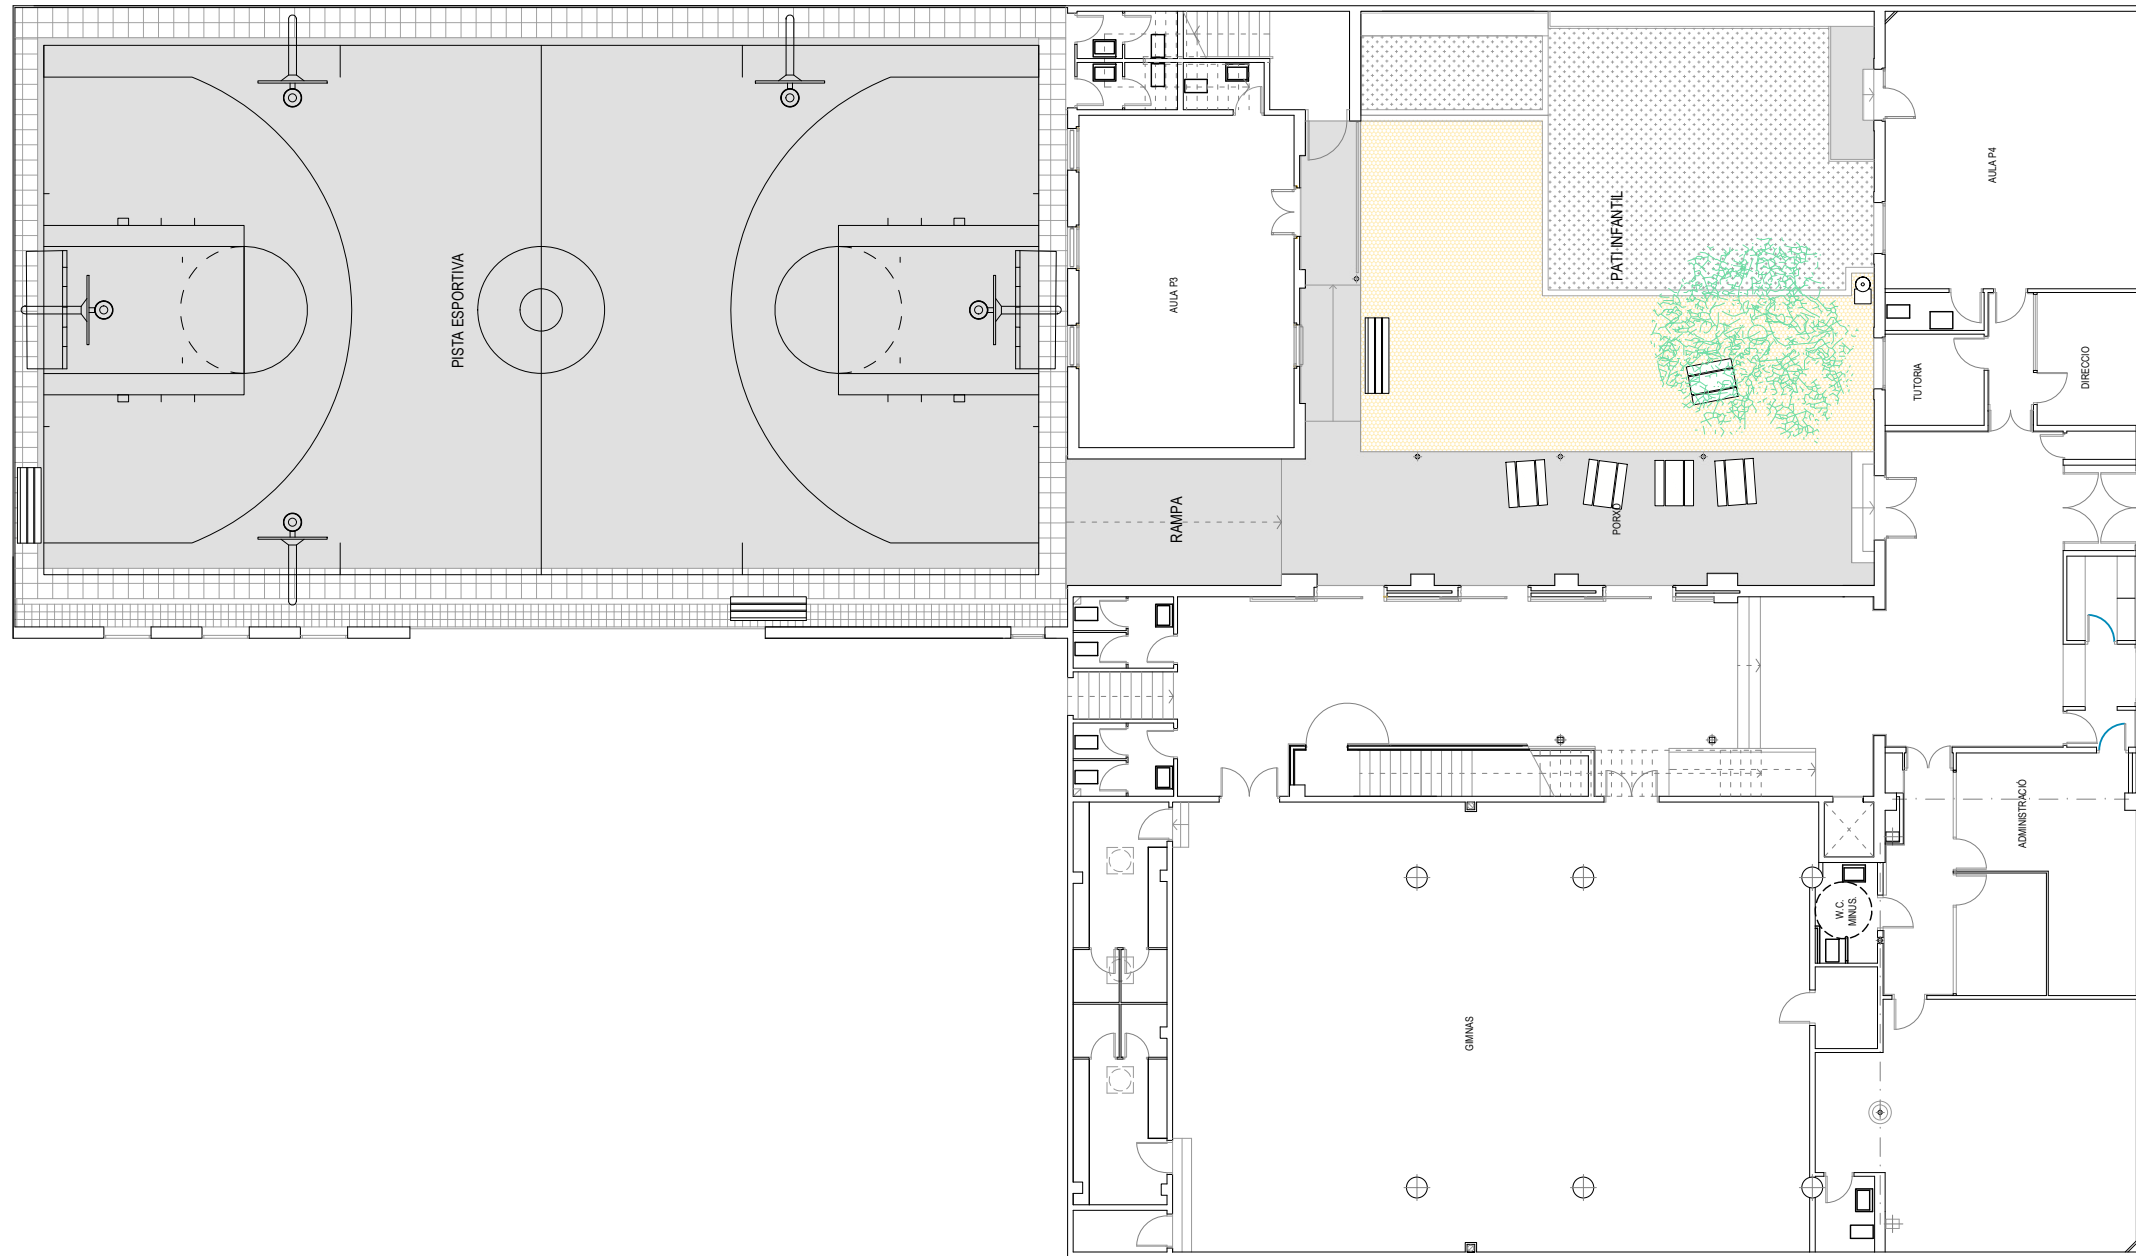 PISTA ESPORTIVA
AULA P3
PATI INFANTIL
AULA P4
TUTORIA
DIRECCIO
RAMPA
PORXO
ADMINISTRACIÓ
W.C.
MINUS.
GIMNAS